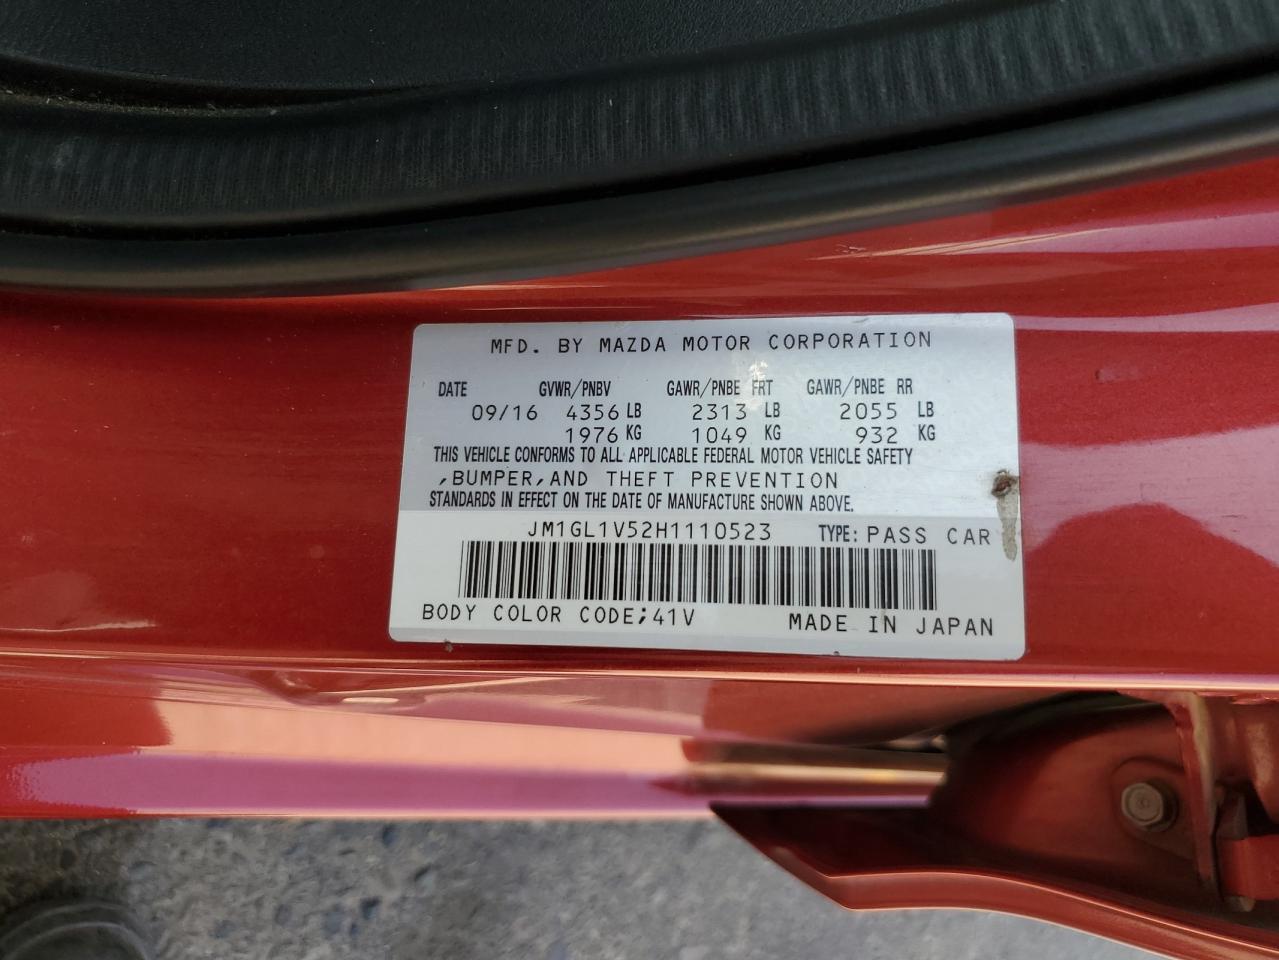 MFD. BY MAZDA MOTOR CORPORATION
DATE GVWR/PNBV GAWR/PNBE FRT GAWR/PNBE RR
09/16 4356 LB 2313 LB 2055 LB
1976 KG 1049 KG 932 KG
THIS VEHICLE CONFORMS TO ALL APPLICABLE FEDERAL MOTOR VEHICLE SAFETY
,BUMPER,AND THEFT PREVENTION
STANDARDS IN EFFECT ON THE DATE OF MANUFACTURE SHOWN ABOVE.
JM1GL1V52H1110523 TYPE: PASS CAR
BODY COLOR CODE;41V MADE IN JAPAN